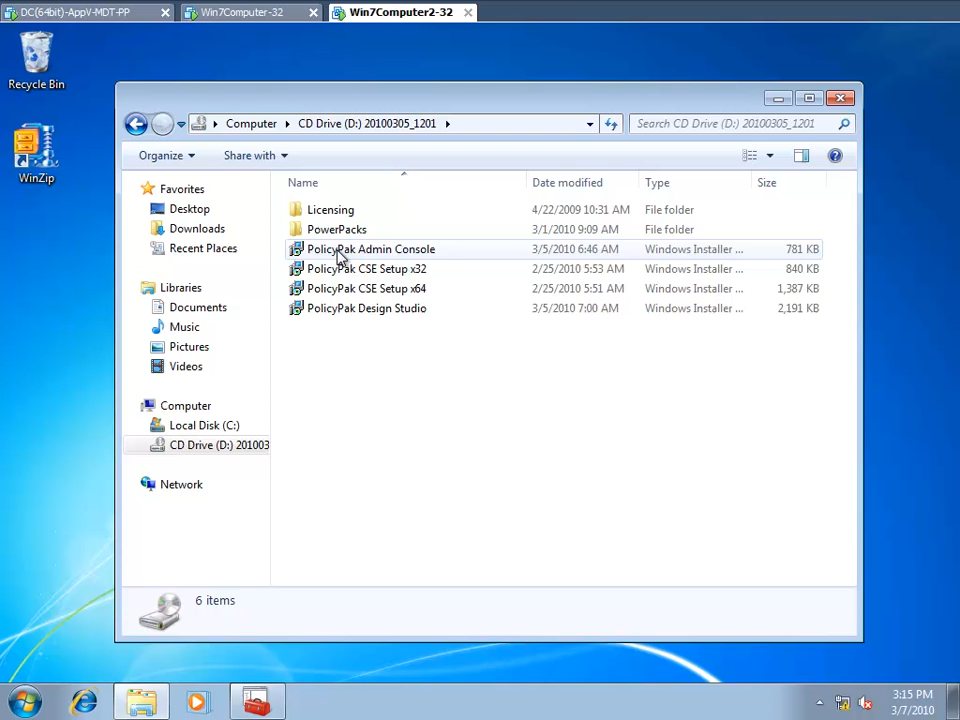 DC(64bit)-AppV-MDT-PP
Win7Computer-32
Win7Computer2-32
Recycle Bin
WinZip
Computer
CD Drive (D:) 20100305_1201
Search CD Drive (D:) 20100305_1201
Organize
Share with
Name
Date modified
Type
Size
Favorites
Desktop
Downloads
Recent Places
Libraries
Documents
Music
Pictures
Videos
Computer
Local Disk (C:)
CD Drive (D:) 201003
Network
Licensing 4/22/2009 10:31 AM File folder
PowerPacks 3/1/2010 9:09 AM File folder
PolicyPak Admin Console 3/5/2010 6:46 AM Windows Installer ... 781 KB
PolicyPak CSE Setup x32 2/25/2010 5:53 AM Windows Installer ... 840 KB
PolicyPak CSE Setup x64 2/25/2010 5:51 AM Windows Installer ... 1,387 KB
PolicyPak Design Studio 3/5/2010 7:00 AM Windows Installer ... 2,191 KB
6 items
3:15 PM
3/7/2010